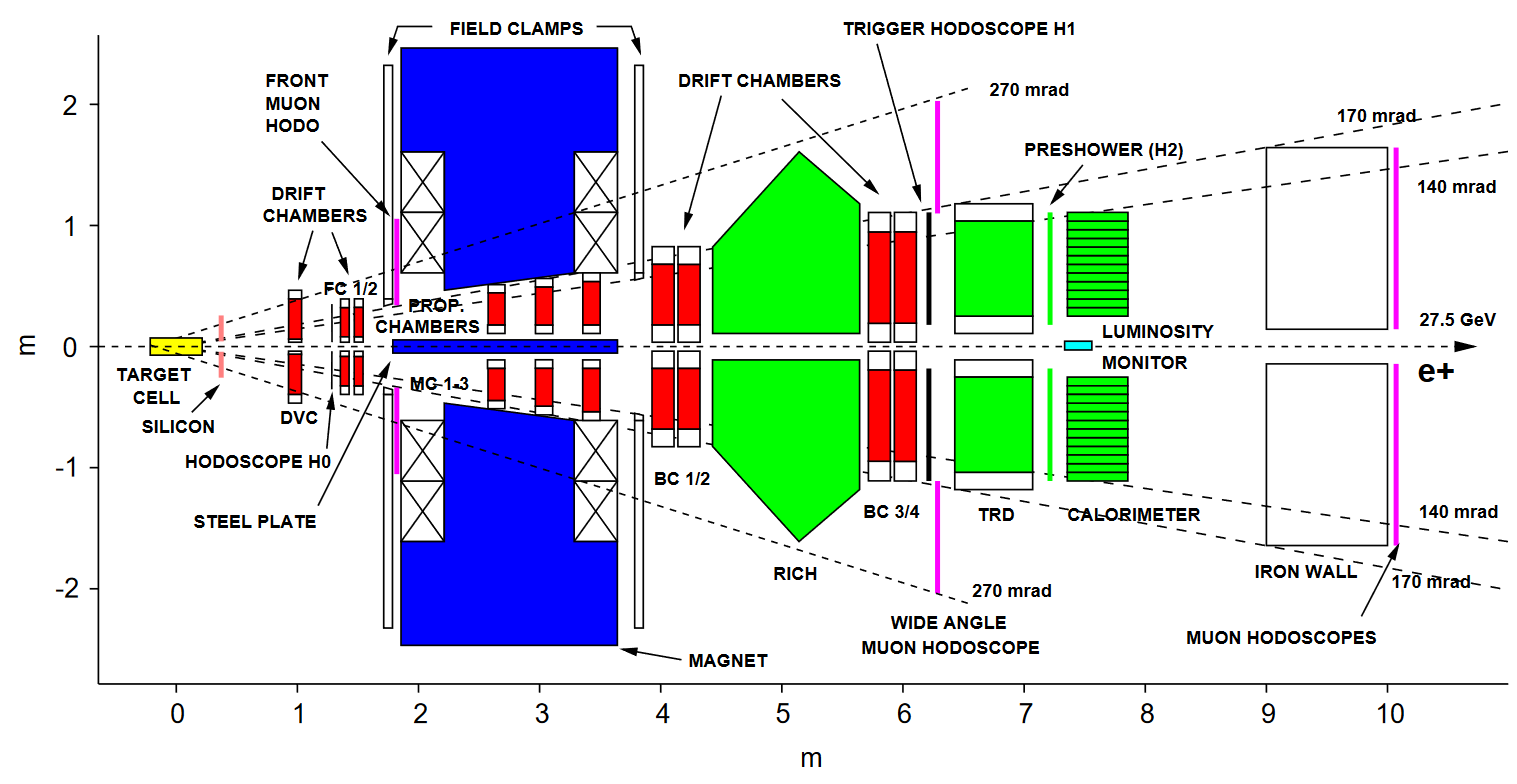 FIELD CLAMPS
TRIGGER HODOSCOPE H1
FRONT
MUON
HODO
DRIFT CHAMBERS
270 mrad
170 mrad
PRESHOWER (H2)
140 mrad
DRIFT
CHAMBERS
FC 1/2
PROP.
CHAMBERS
27.5 GeV
LUMINOSITY
MONITOR
e+
TARGET
CELL
SILICON
DVC
MC 1-3
HODOSCOPE H0
STEEL PLATE
BC 1/2
BC 3/4
TRD
CALORIMETER
140 mrad
RICH
IRON WALL
170 mrad
270 mrad
WIDE ANGLE
MUON HODOSCOPE
MUON HODOSCOPES
MAGNET
2
1
0
-1
-2
m
0 1 2 3 4 5 6 7 8 9 10
m